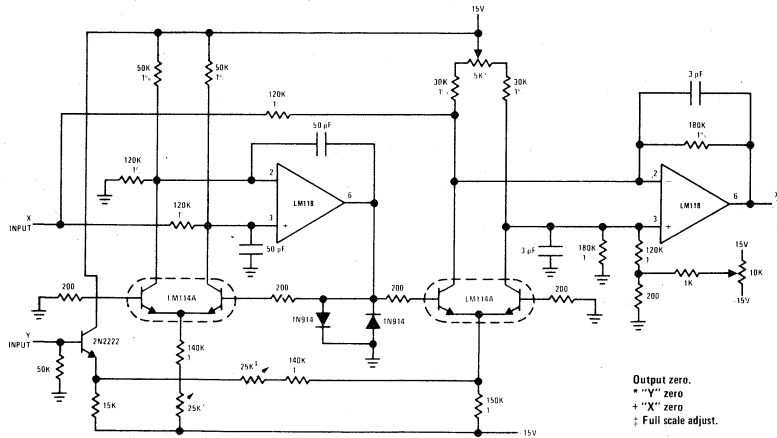 15V
50K
1%
50K
1%
30K
1%
5K*
30K
1%
3 pF
180K
1%
120K
1
50 pF
120K
1%
2
LM118
6
3
+
2
−
LM118
6
3
+
X
INPUT
120K
1
50 pF
3 pF
180K
1
120K
1
15V
10K
1K
200
-15V
200
LM114A
200
200
LM114A
200
1N914
1N914
Y
INPUT
2N2222
140K
1
50K
25K‡
140K
1
15K
25K+
150K
1
-15V
Output zero.
* "Y" zero
+ "X" zero
‡ Full scale adjust.